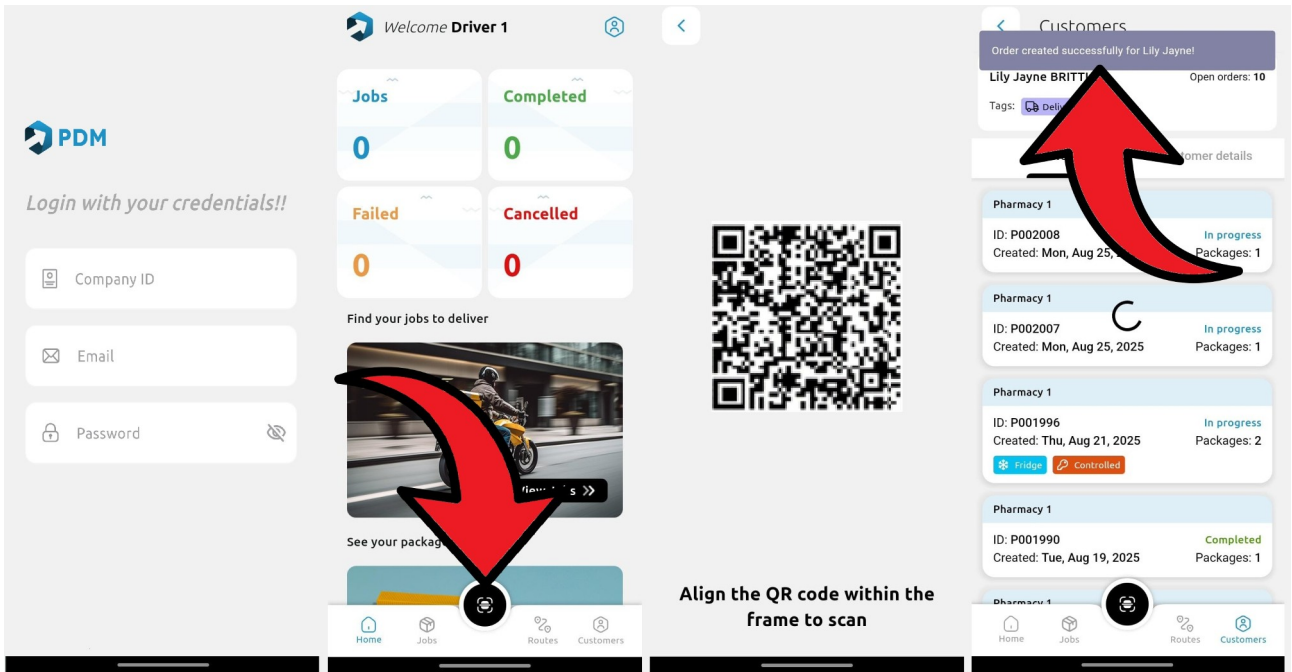 PDM
Login with your credentials!!
Company ID
Email
Password
Welcome Driver 1
Jobs
0
Completed
0
Failed
0
Cancelled
0
Find your jobs to deliver
See your
Home
Jobs
Routes
Customers
Align the QR code within the
frame to scan
Customers
Order created successfully for Lily Jayne!
Lily Jayne
Open orders: 10
Tags:
details
Pharmacy 1
ID: P002008
In progress
Created: Mon, Aug 25,
Packages: 1
Pharmacy 1
ID: P002007
In progress
Created: Mon, Aug 25, 2025
Packages: 1
Pharmacy 1
ID: P001996
In progress
Created: Thu, Aug 21, 2025
Packages: 2
Fridge
Controlled
Pharmacy 1
ID: P001990
Completed
Created: Tue, Aug 19, 2025
Packages: 1
Pharmacy 1
Home
Jobs
Routes
Customers